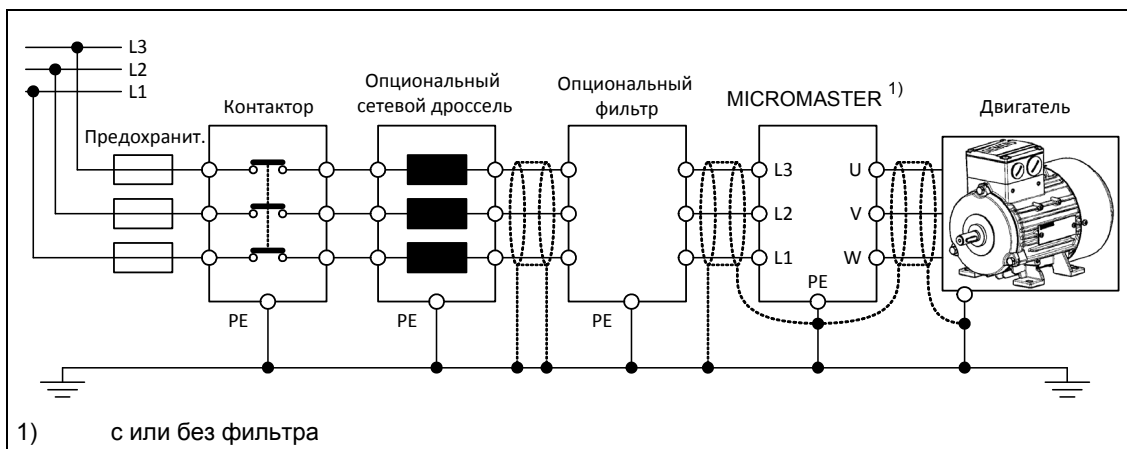 L3
L2
L1
Предохранит.
Контактор
Опциональный
сетевой дроссель
Опциональный
фильтр
MICROMASTER 1)
Двигатель
L3
L2
L1
U
V
W
PE
PE
PE
PE
1) с или без фильтра